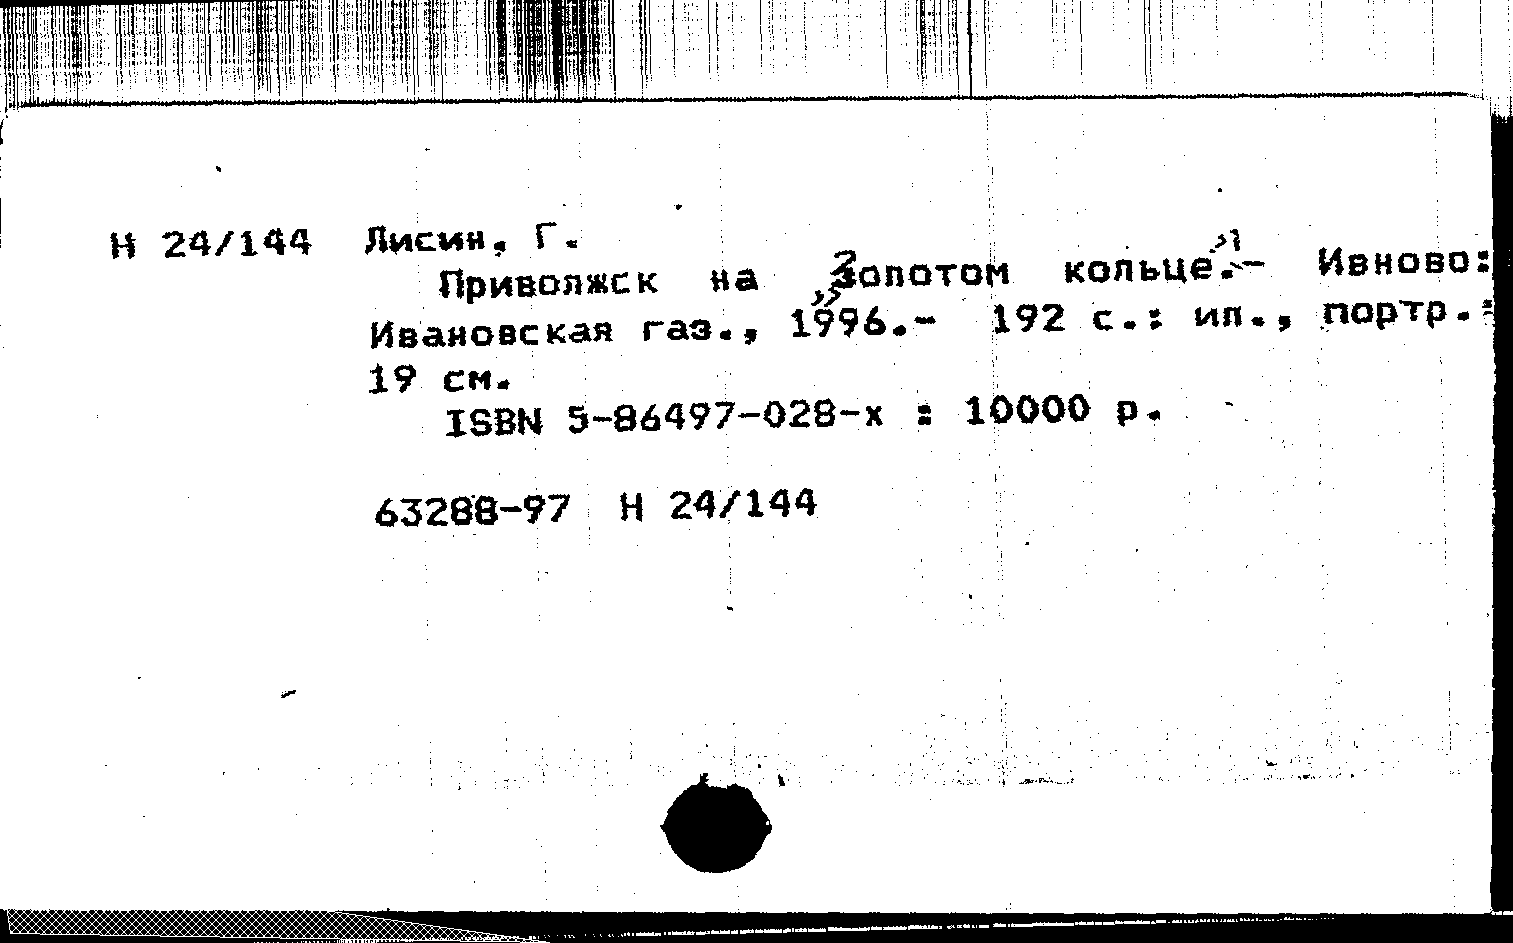 Н 24/144 Лисин, Г.
Приволжск на „Золотом кольце“.- Ивново:
Ивановская газ., 1996.- 192 с.: ил., портр.;
19 см.
ISBN 5-86497-028-х : 10000 р.
63288-97 Н 24/144